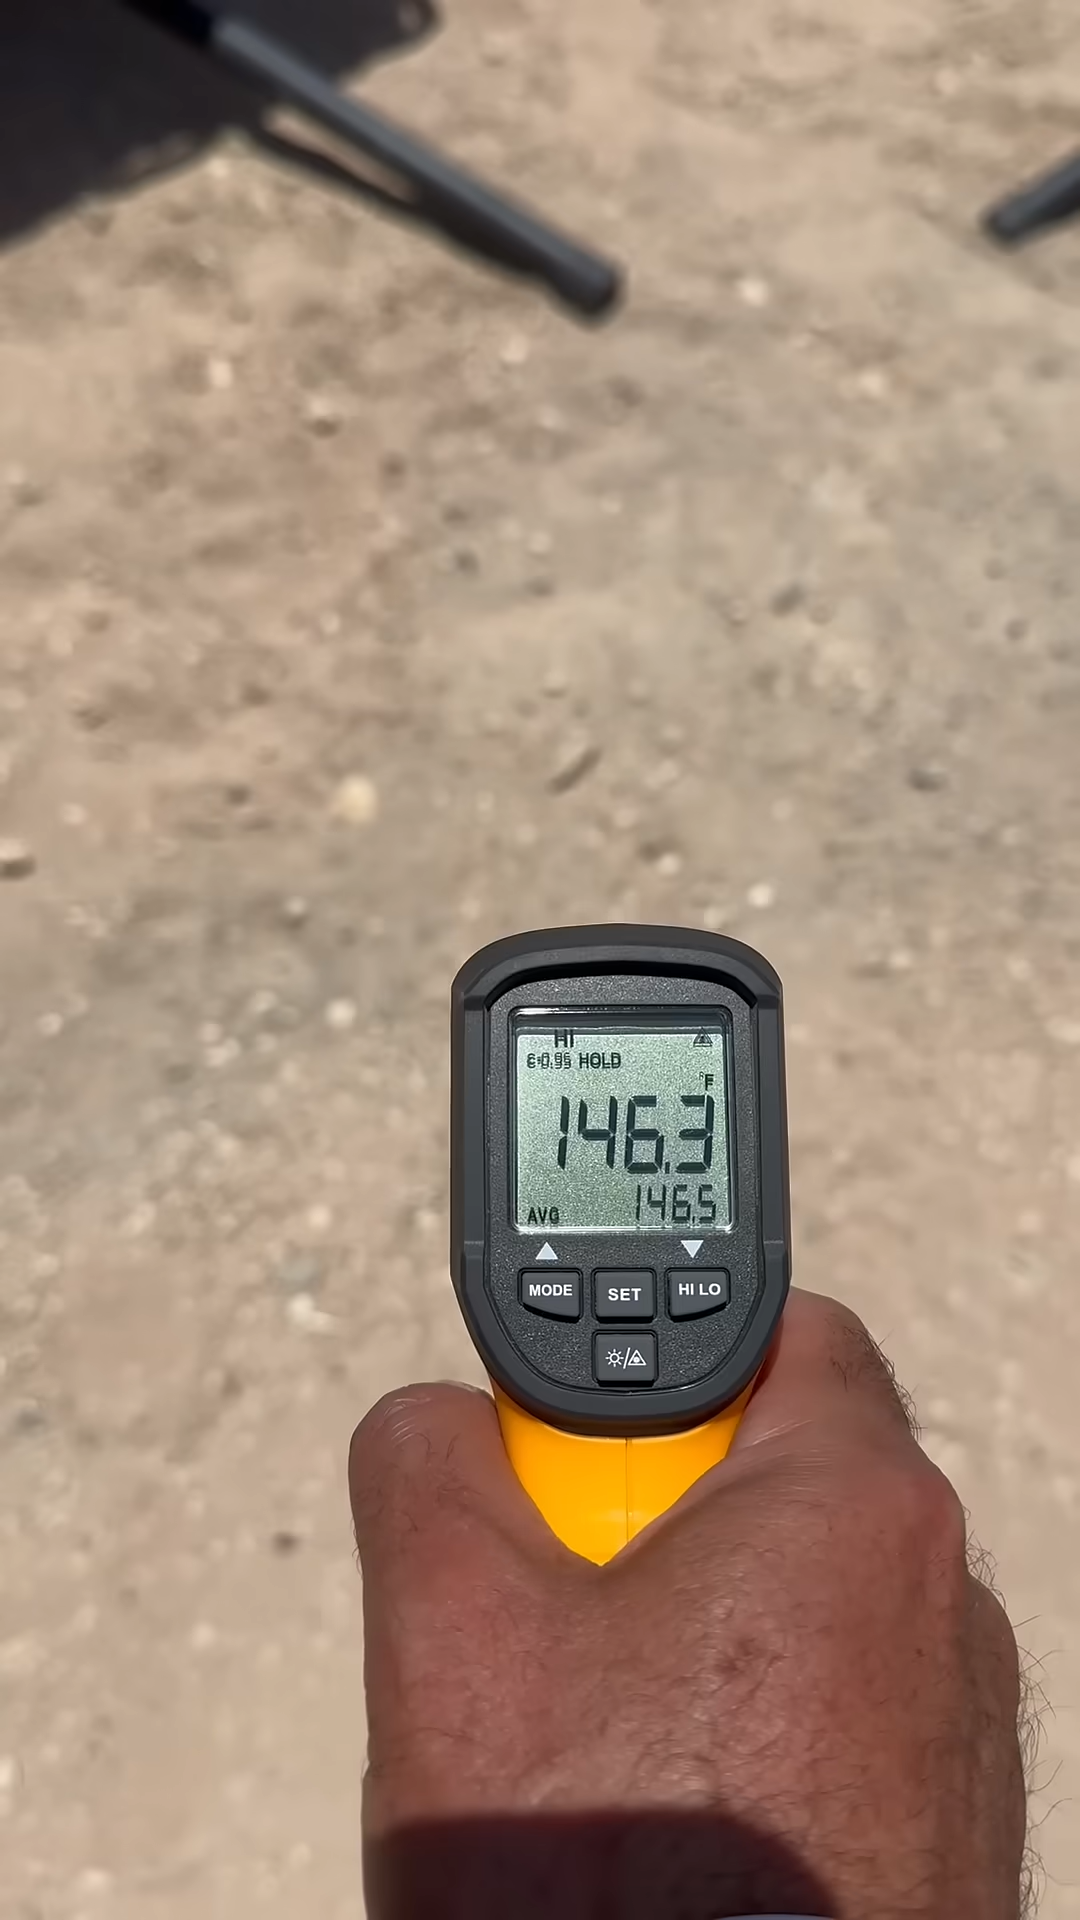 HI
ε=0.95 HOLD
°F
146.3
AVG 146.5
MODE SET HI LO